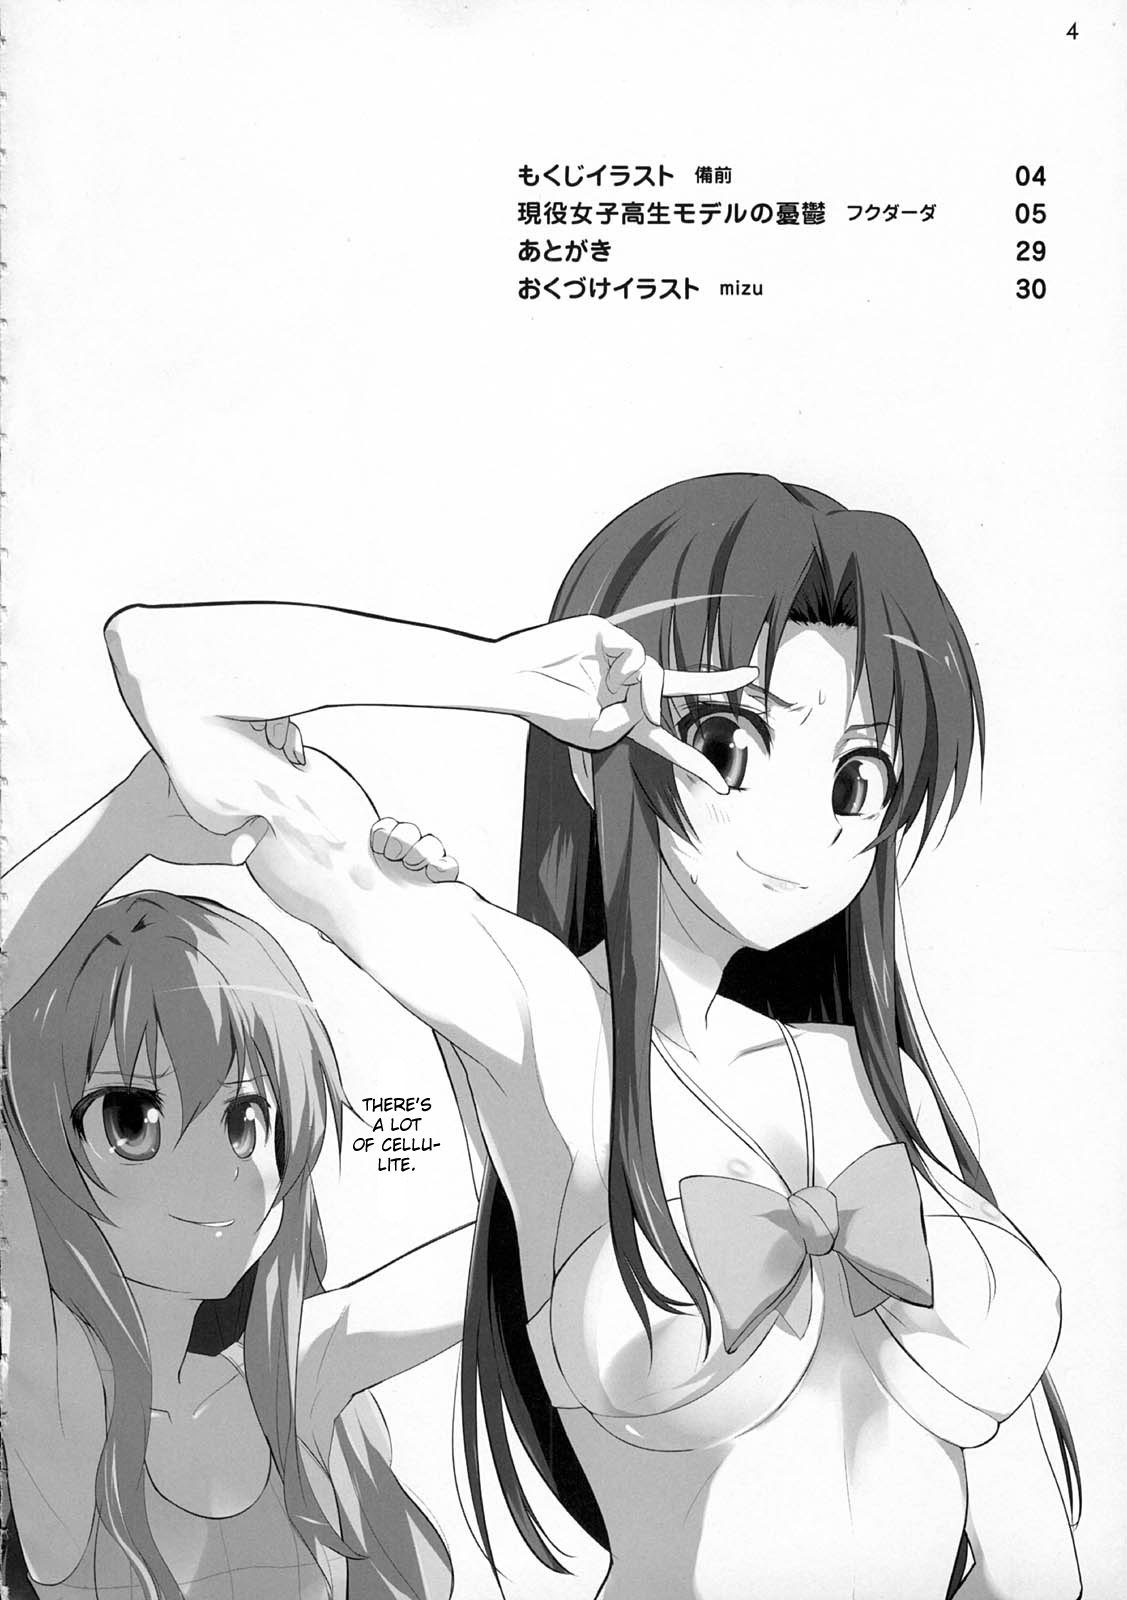 4
もくじイラスト 備前 04
現役女子高生モデルの憂鬱 フクダーダ 05
あとがき 29
おくづけイラスト mizu 30
THERE'S
A LOT
OF CELLU-
LITE.